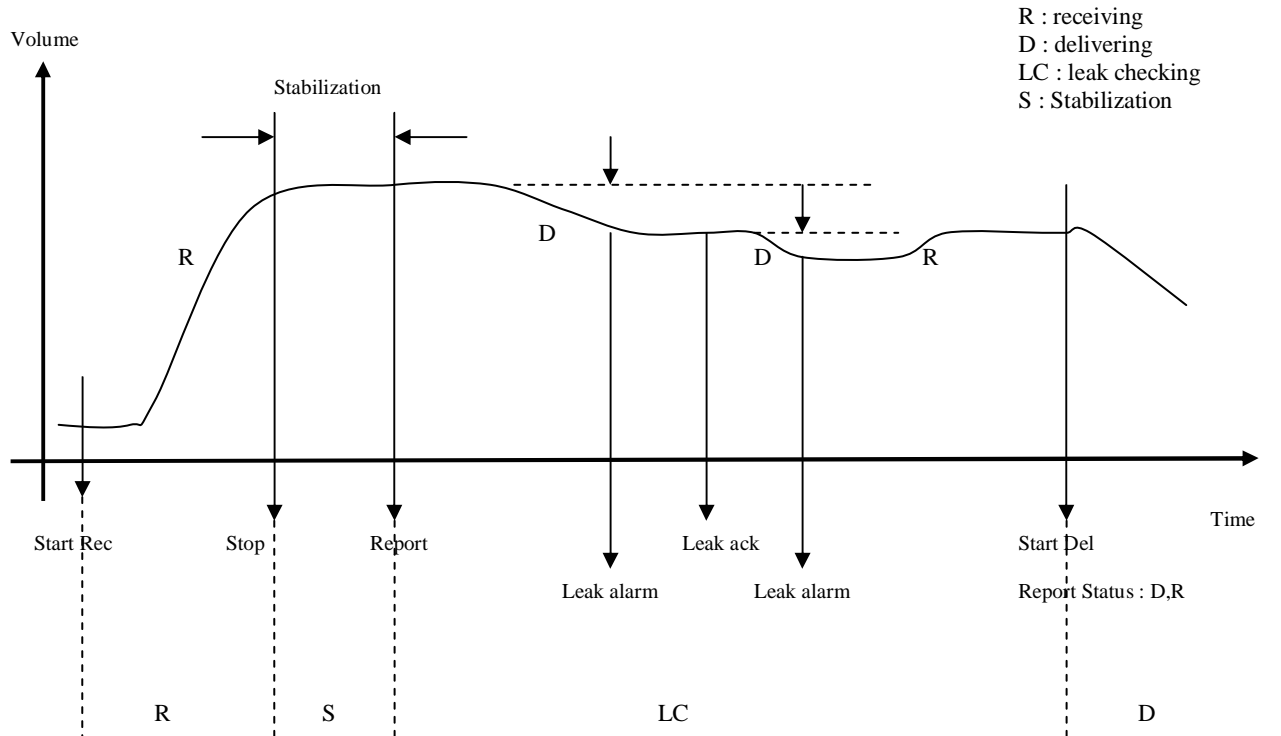 R : receiving
D : delivering
LC : leak checking
S : Stabilization
Volume
Stabilization
R
D
D
R
Time
Start Rec
Stop
Report
Leak ack
Start Del
Leak alarm
Leak alarm
Report Status : D,R
R
S
LC
D